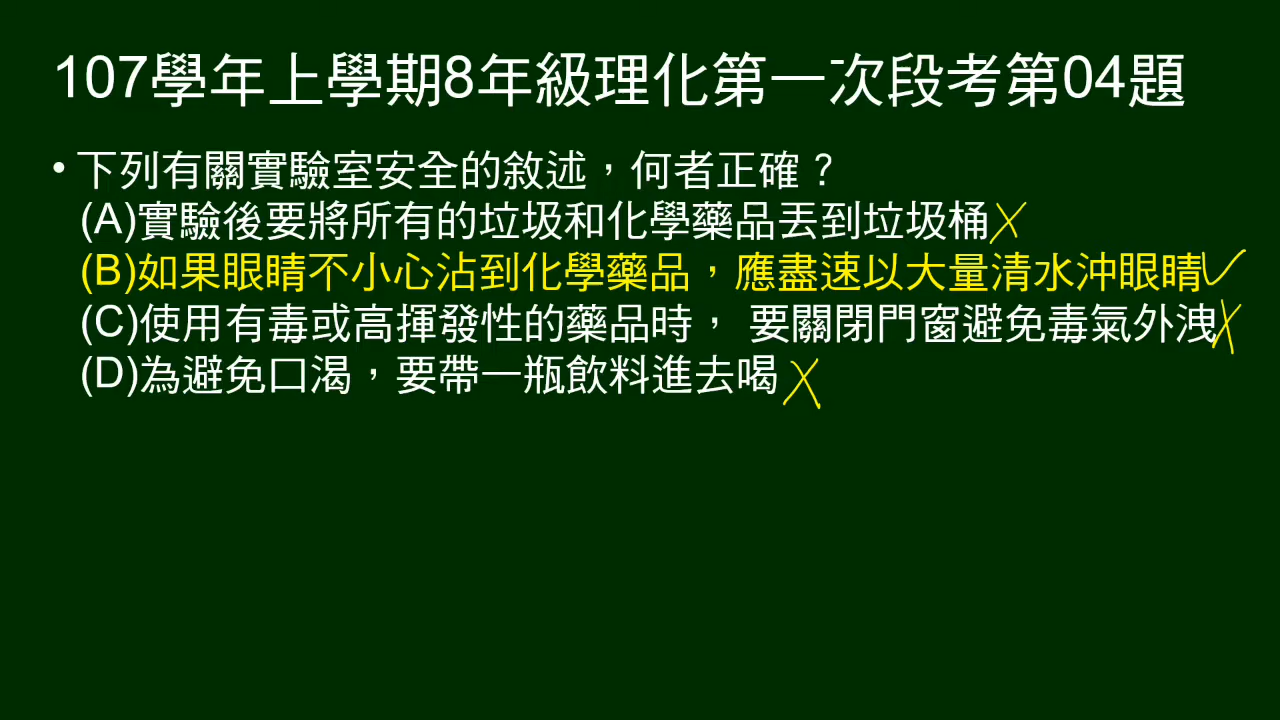 107學年上學期8年級理化第一次段考第04題
• 下列有關實驗室安全的敘述，何者正確？
(A)實驗後要將所有的垃圾和化學藥品丟到垃圾桶
(B)如果眼睛不小心沾到化學藥品，應盡速以大量清水沖眼睛
(C)使用有毒或高揮發性的藥品時， 要關閉門窗避免毒氣外洩
(D)為避免口渴，要帶一瓶飲料進去喝